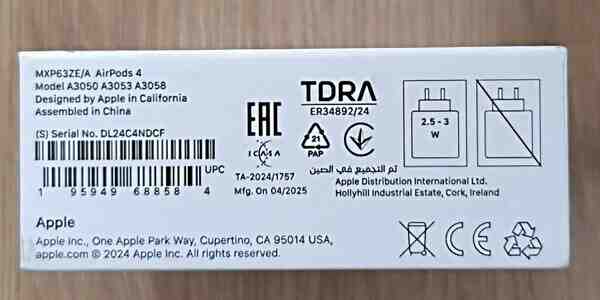 MXP63ZE/A AirPods 4
Model A3050 A3053 A3058
Designed by Apple in California
Assembled in China
(S) Serial No. DL24C4NDCF
UPC
1 95949 68858 4
EAC
ICASA
TA-2024/1757
Mfg. On 04/2025
TDRA
ER34892/24
21
PAP
تم التجميع في الصين
Apple Distribution International Ltd.
Hollyhill Industrial Estate, Cork, Ireland
2.5 - 3
W
Apple
Apple Inc., One Apple Park Way, Cupertino, CA 95014 USA,
apple.com © 2024 Apple Inc. All rights reserved.
CE